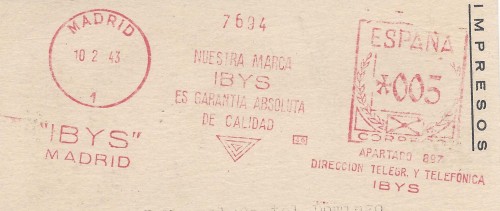 MADRID
10.2.43
1
"IBYS"
MADRID
7694
NUESTRA MARCA
IBYS
ES GARANTIA ABSOLUTA
DE CALIDAD
ESPAÑA
*005
CORREOS
APARTADO 897
DIRECCION TELEGR. Y TELEFÓNICA
IBYS
IMPRESOS